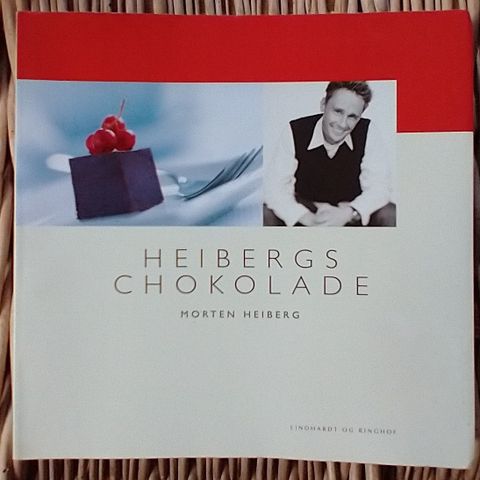 HEIBERGS
CHOKOLADE
MORTEN HEIBERG
LINDHARDT OG RINGHOF